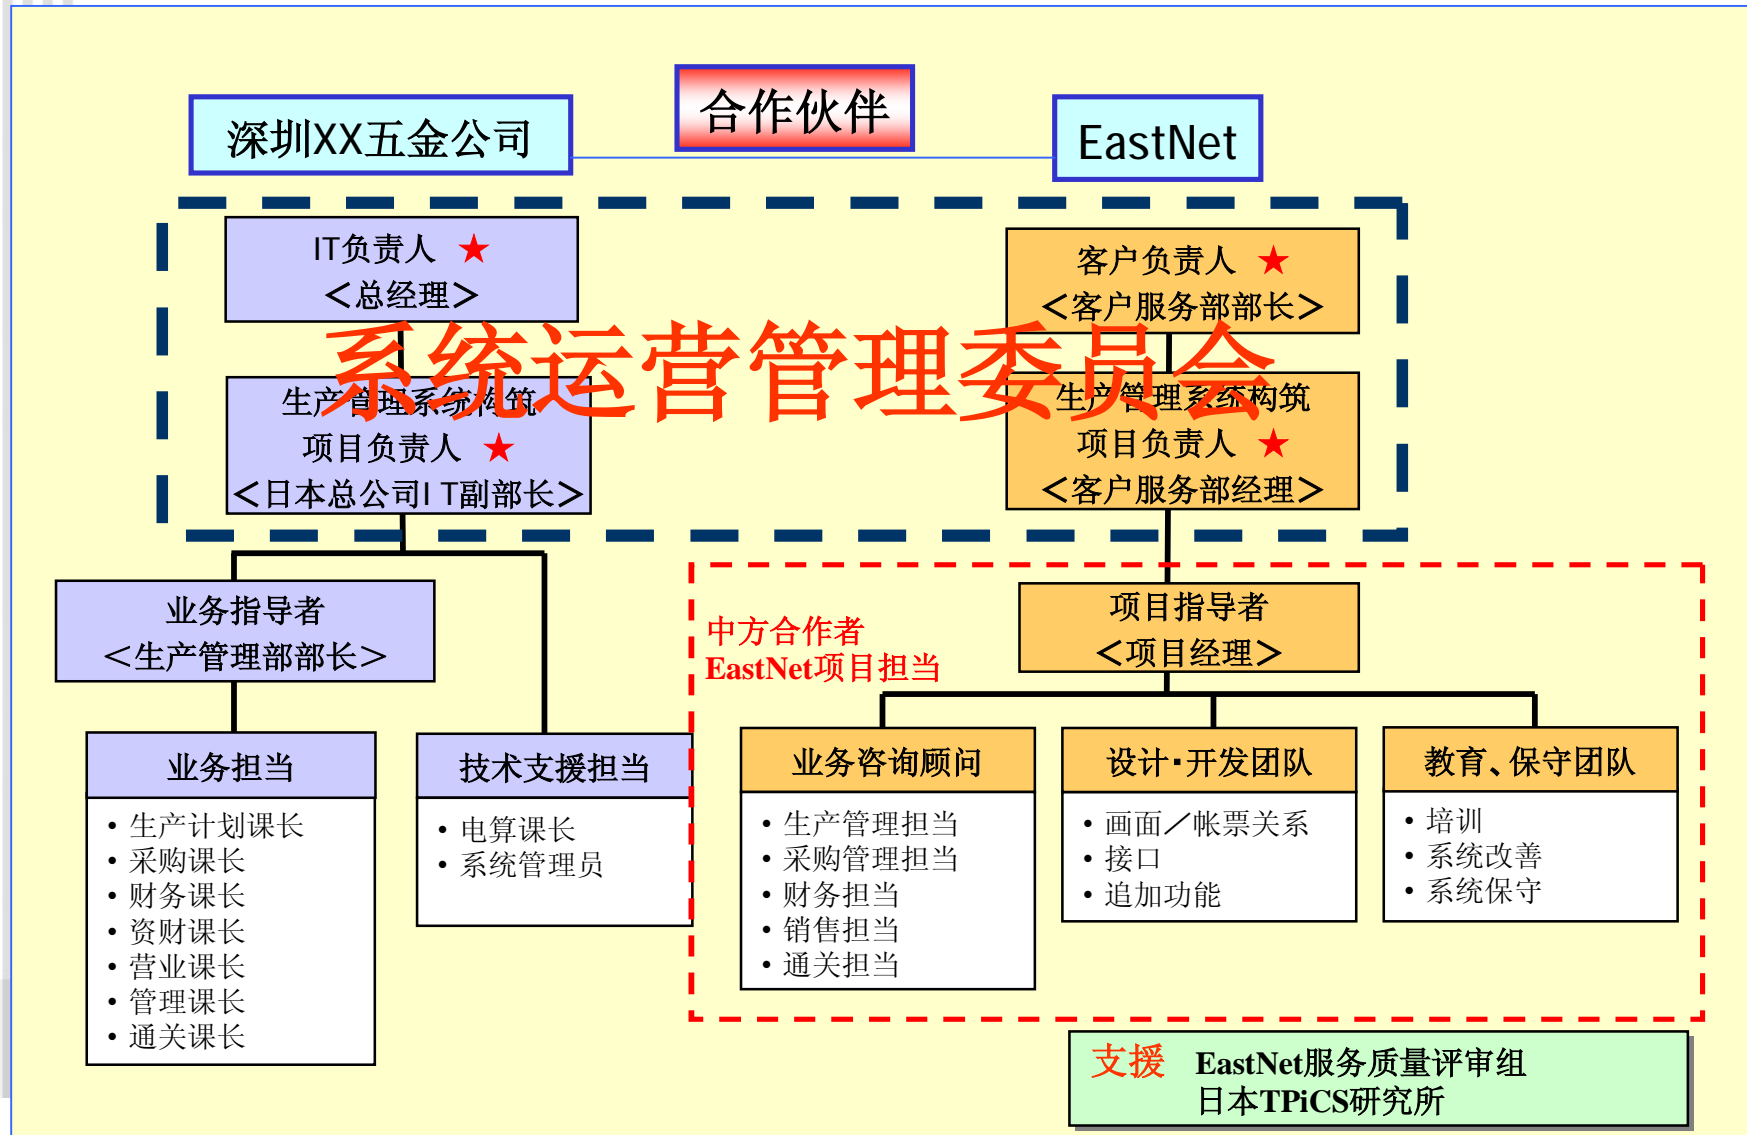 合作伙伴
深圳XX五金公司
EastNet
IT负责人 ★
＜总经理＞
客户负责人 ★
＜客户服务部部长＞
系统运营管理委员会
生产管理系统构筑
项目负责人 ★
＜日本总公司IT副部长＞
生产管理系统构筑
项目负责人 ★
＜客户服务部经理＞
业务指导者
＜生产管理部部长＞
中方合作者
EastNet项目担当
项目指导者
＜项目经理＞
业务担当
• 生产计划课长
• 采购课长
• 财务课长
• 资财课长
• 营业课长
• 管理课长
• 通关课长
技术支援担当
• 电算课长
• 系统管理员
业务咨询顾问
• 生产管理担当
• 采购管理担当
• 财务担当
• 销售担当
• 通关担当
设计▪开发团队
• 画面／帐票关系
• 接口
• 追加功能
教育、保守团队
• 培训
• 系统改善
• 系统保守
支援 EastNet服务质量评审组
日本TPiCS研究所